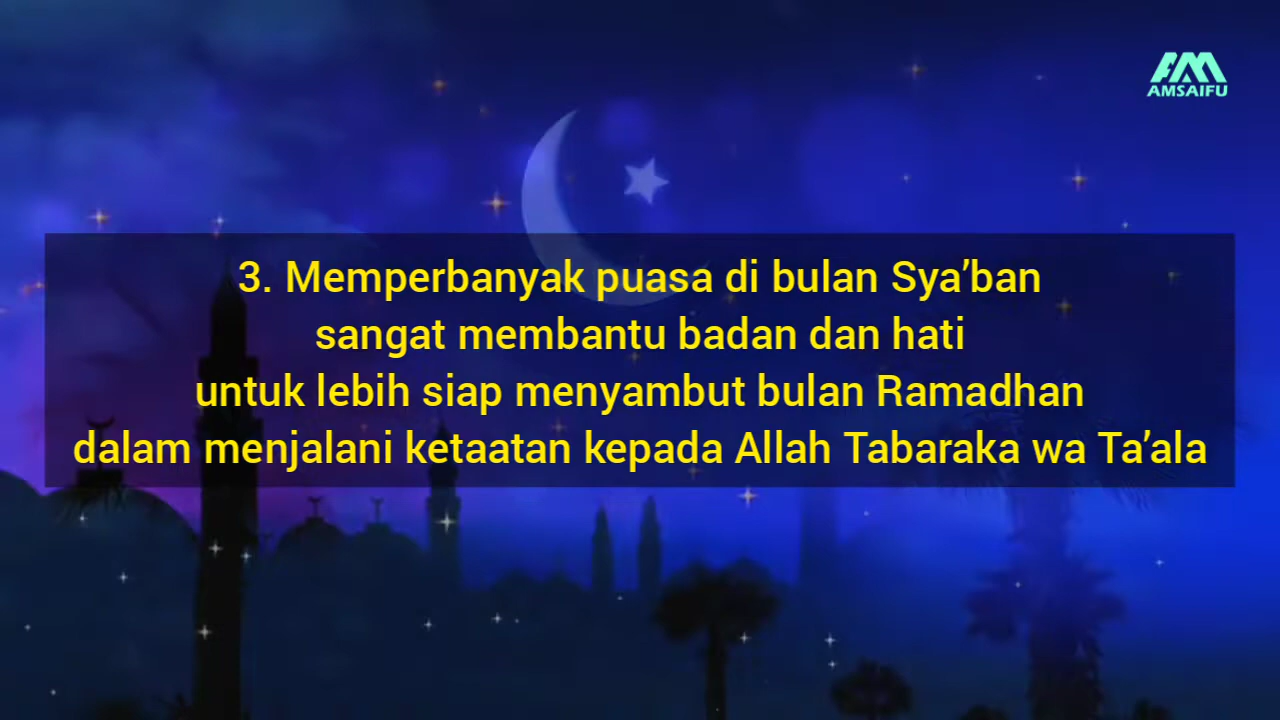 AMSAIFU
3. Memperbanyak puasa di bulan Sya’ban
sangat membantu badan dan hati
untuk lebih siap menyambut bulan Ramadhan
dalam menjalani ketaatan kepada Allah Tabaraka wa Ta’ala